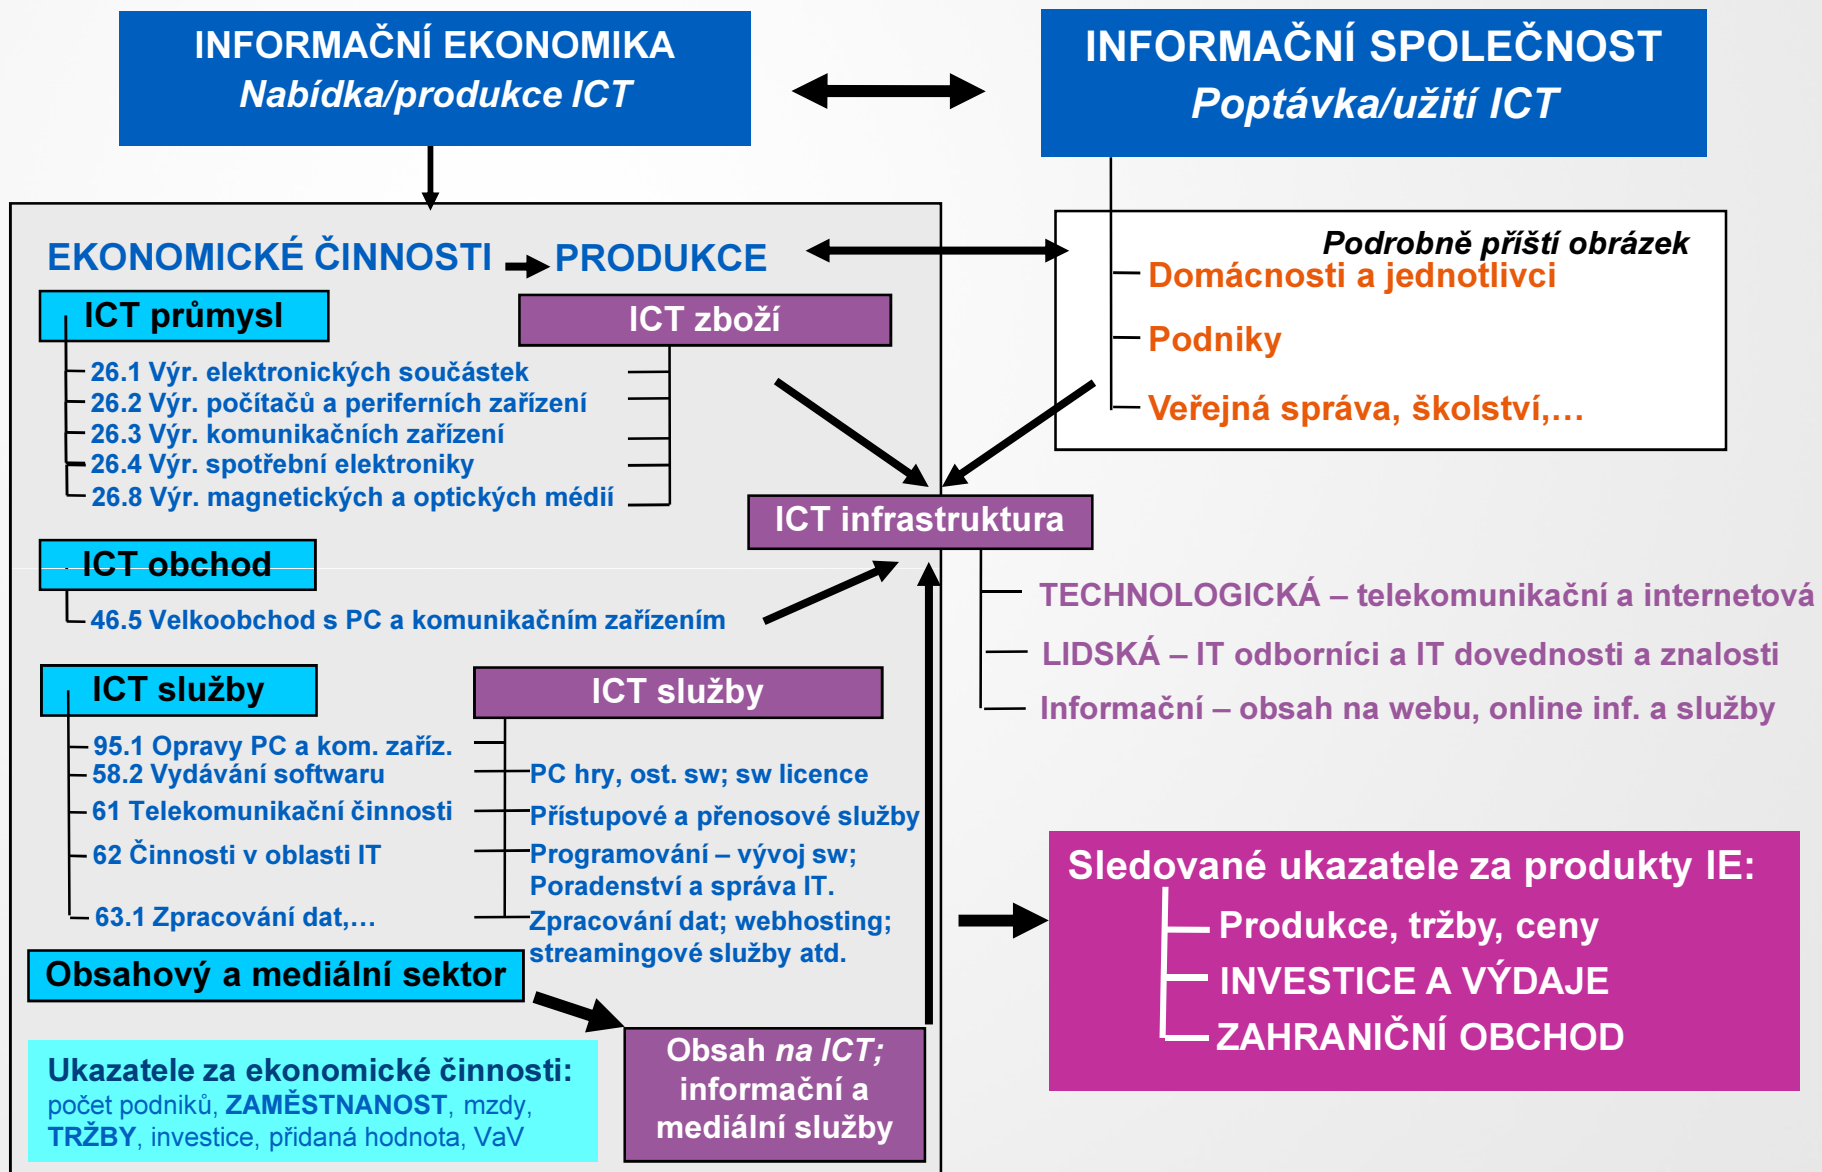 INFORMAČNÍ EKONOMIKA
Nabídka/produkce ICT
INFORMAČNÍ SPOLEČNOST
Poptávka/užití ICT
EKONOMICKÉ ČINNOSTI
PRODUKCE
Podrobně příští obrázek
Domácnosti a jednotlivci
Podniky
Veřejná správa, školství,…
ICT průmysl
ICT zboží
26.1 Výr. elektronických součástek
26.2 Výr. počítačů a periferních zařízení
26.3 Výr. komunikačních zařízení
26.4 Výr. spotřební elektroniky
26.8 Výr. magnetických a optických médií
ICT infrastruktura
TECHNOLOGICKÁ – telekomunikační a internetová
LIDSKÁ – IT odborníci a IT dovednosti a znalosti
Informační – obsah na webu, online inf. a služby
ICT obchod
46.5 Velkoobchod s PC a komunikačním zařízením
ICT služby
ICT služby
95.1 Opravy PC a kom. zaříz.
58.2 Vydávání softwaru
61 Telekomunikační činnosti
62 Činnosti v oblasti IT
63.1 Zpracování dat,…
PC hry, ost. sw; sw licence
Přístupové a přenosové služby
Programování – vývoj sw;
Poradenství a správa IT.
Zpracování dat; webhosting;
streamingové služby atd.
Obsahový a mediální sektor
Obsah na ICT;
informační a
mediální služby
Ukazatele za ekonomické činnosti:
počet podniků, ZAMĚSTNANOST, mzdy,
TRŽBY, investice, přidaná hodnota, VaV
Sledované ukazatele za produkty IE:
Produkce, tržby, ceny
INVESTICE A VÝDAJE
ZAHRANIČNÍ OBCHOD